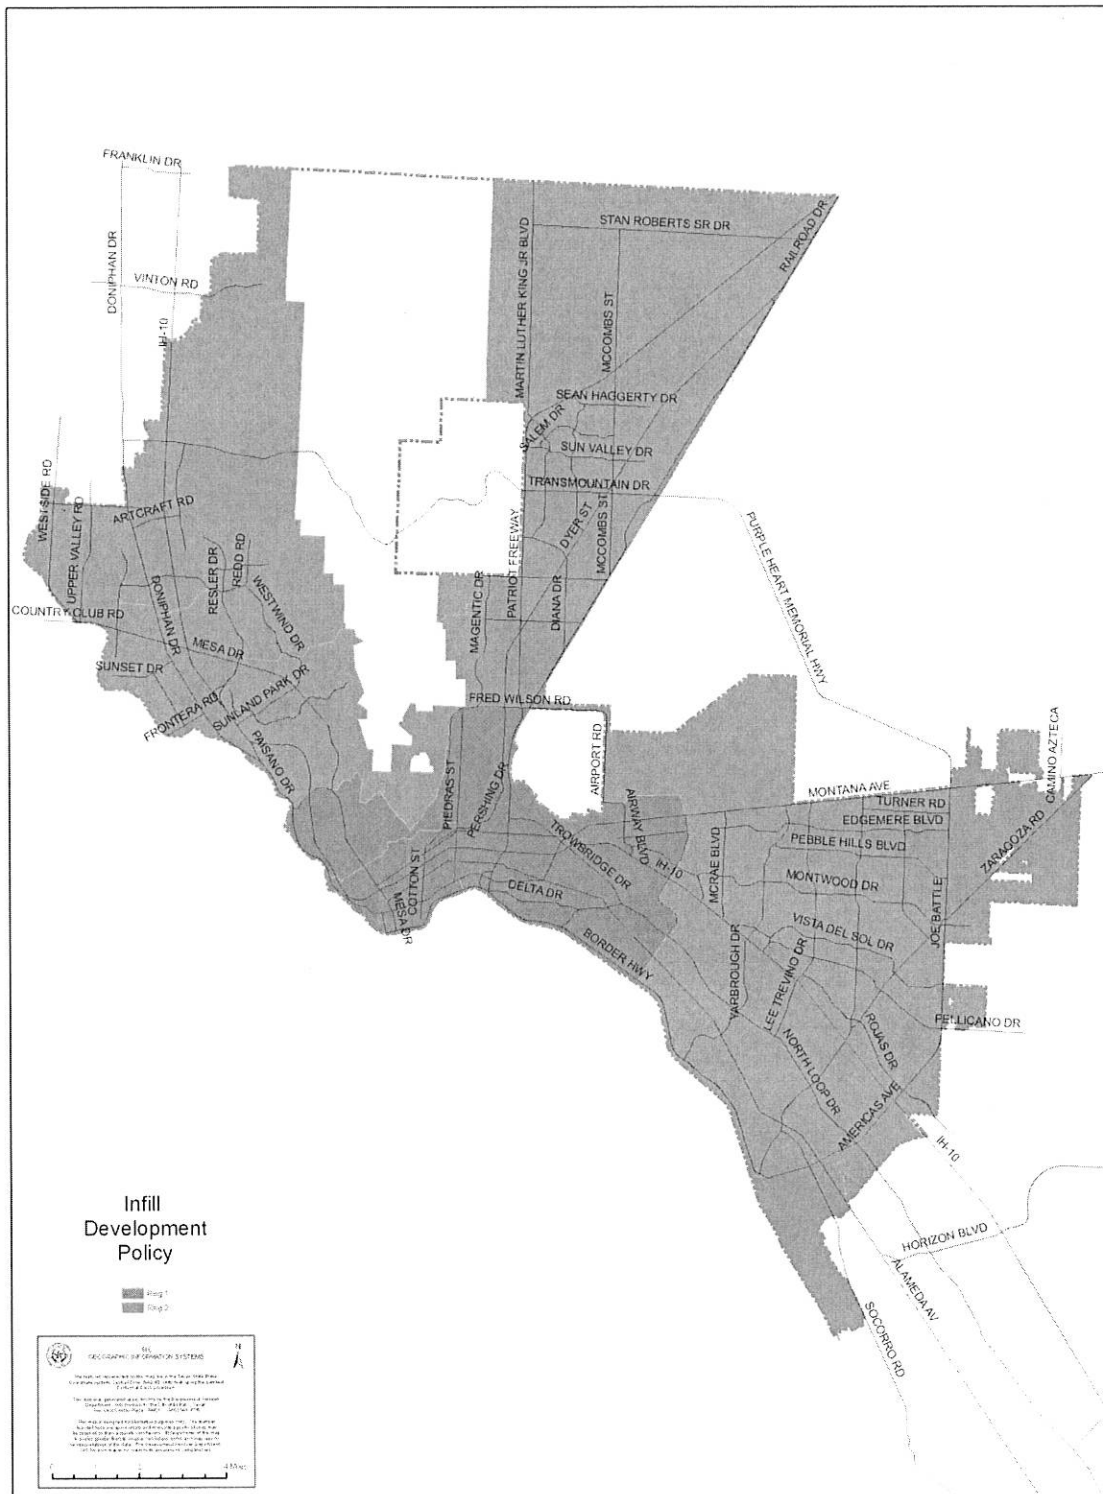 FRANKLIN DR
DONIPHAN DR
VINTON RD
IH-10
STAN ROBERTS SR DR
RAILROAD DR
MARTIN LUTHER KING JR BLVD
MCCOMBS ST
SEAN HAGGERTY DR
SALEM DR
SUN VALLEY DR
TRANSMOUNTAIN DR
WESTSIDE RD
UPPER VALLEY RD
ARTCRAFT RD
PATRIOT FREEWAY
DYER ST
MCCOMBS ST
PURPLE HEART MEMORIAL HWY
RESLER DR
REDD RD
WESTWIND DR
DONIPHAN DR
MAGENTIC DR
DIANA DR
COUNTRY CLUB RD
MESA DR
SUNSET DR
SUNLAND PARK DR
FRONTERA RD
FRED WILSON RD
PAISANO DR
AIRPORT RD
CAMINO AZTECA
PIEDRAS ST
PERSHING DR
MONTANA AVE
TURNER RD
EDGEMERE BLVD
AIRWAY BLVD
TROWBRIDGE DR
PEBBLE HILLS BLVD
ZARAGOZA RD
IH-10
MCRAE BLVD
COTTON ST
MESA DR
DELTA DR
MONTWOOD DR
JOE BATTLE
VISTA DEL SOL DR
BORDER HWY
YARBROUGH DR
LEE TREVINO DR
PELLICANO DR
ROJAS DR
NORTH LOOP DR
AMERICAS AVE
IH-10
HORIZON BLVD
ALAMEDA AV
SOCORRO RD
Infill
Development
Policy
Ring 1
Ring 2
GEOGRAPHIC INFORMATION SYSTEMS
N